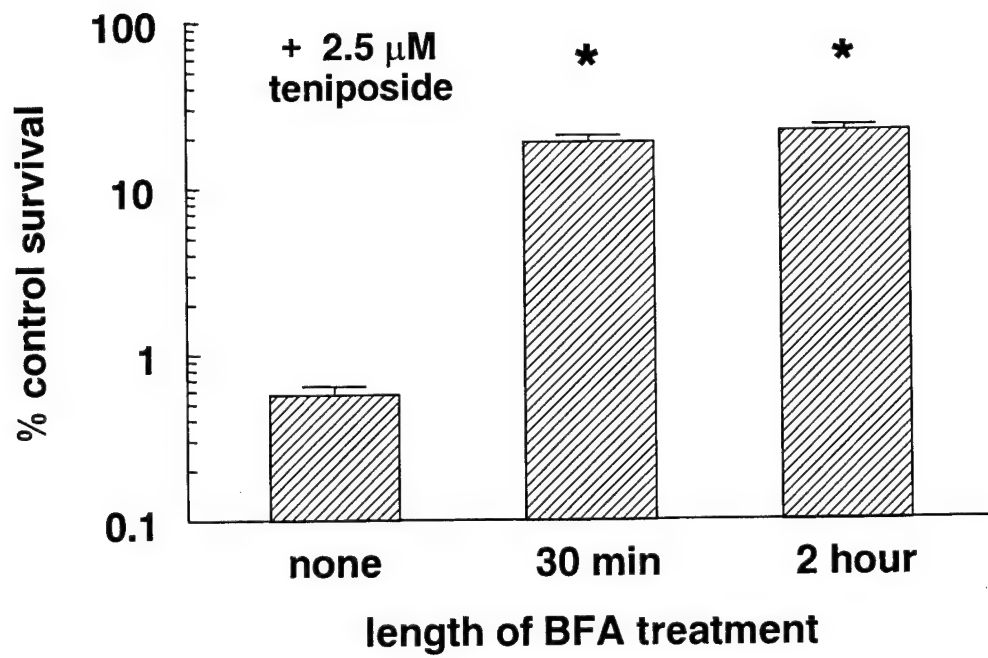 100
10
1
0.1
% control survival
+ 2.5 μM
teniposide
*
*
none
30 min
2 hour
length of BFA treatment